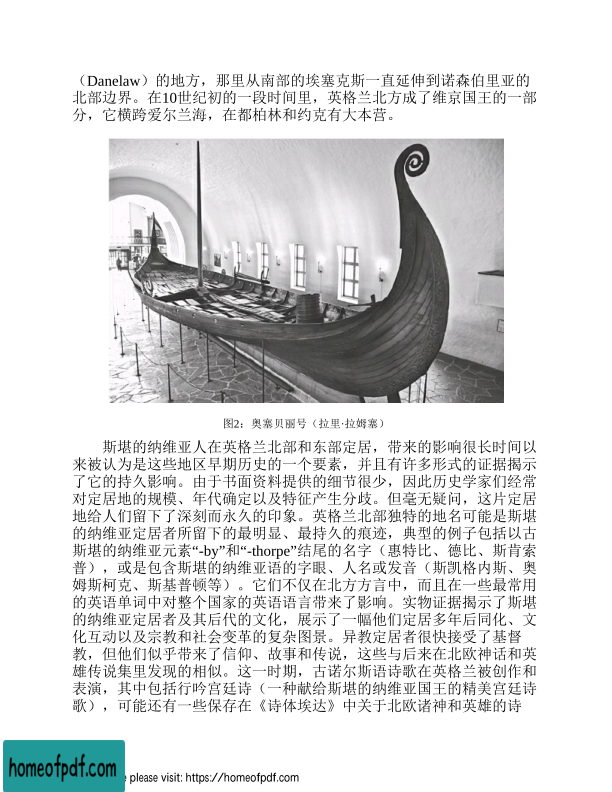 （Danelaw）的地方，那里从南部的埃塞克斯一直延伸到诺森伯里亚的
北部边界。在10世纪初的一段时间里，英格兰北方成了维京国王的一部
分，它横跨爱尔兰海，在都柏林和约克有大本营。
图2：奥塞贝丽号（拉里·拉姆塞）
斯堪的纳维亚人在英格兰北部和东部定居，带来的影响很长时间以
来被认为是这些地区早期历史的一个要素，并且有许多形式的证据揭示
了它的持久影响。由于书面资料提供的细节很少，因此历史学家们经常
对定居地的规模、年代确定以及特征产生分歧。但毫无疑问，这片定居
地给人们留下了深刻而永久的印象。英格兰北部独特的地名可能是斯堪
的纳维亚定居者所留下的最明显、最持久的痕迹，典型的例子包括以古
斯堪的纳维亚元素“-by”和“-thorpe”结尾的名字（惠特比、德比、斯肯索
普），或是包含斯堪的纳维亚语的字眼、人名或发音（斯凯格内斯、奥
姆斯柯克、斯基普顿等）。它们不仅在北方方言中，而且在一些最常用
的英语单词中对整个国家的英语语言带来了影响。实物证据揭示了斯堪
的纳维亚定居者及其后代的文化，展示了一幅他们定居多年后同化、文
化互动以及宗教和社会变革的复杂图景。异教定居者很快接受了基督
教，但他们似乎带来了信仰、故事和传说，这些与后来在北欧神话和英
雄传说集里发现的相似。这一时期，古诺尔斯语诗歌在英格兰被创作和
表演，其中包括行吟宫廷诗（一种献给斯堪的纳维亚国王的精美宫廷诗
歌），可能还有一些保存在《诗体埃达》中关于北欧诸神和英雄的诗
homeofpdf.com
e please visit: https://homeofpdf.com